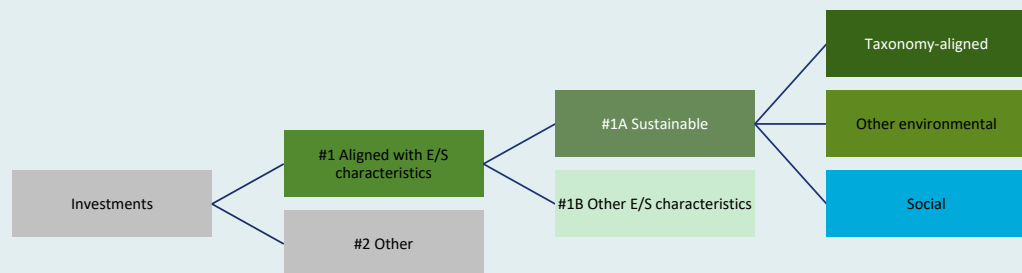 Investments
#1 Aligned with E/S
characteristics
#2 Other
#1A Sustainable
#1B Other E/S characteristics
Taxonomy-aligned
Other environmental
Social